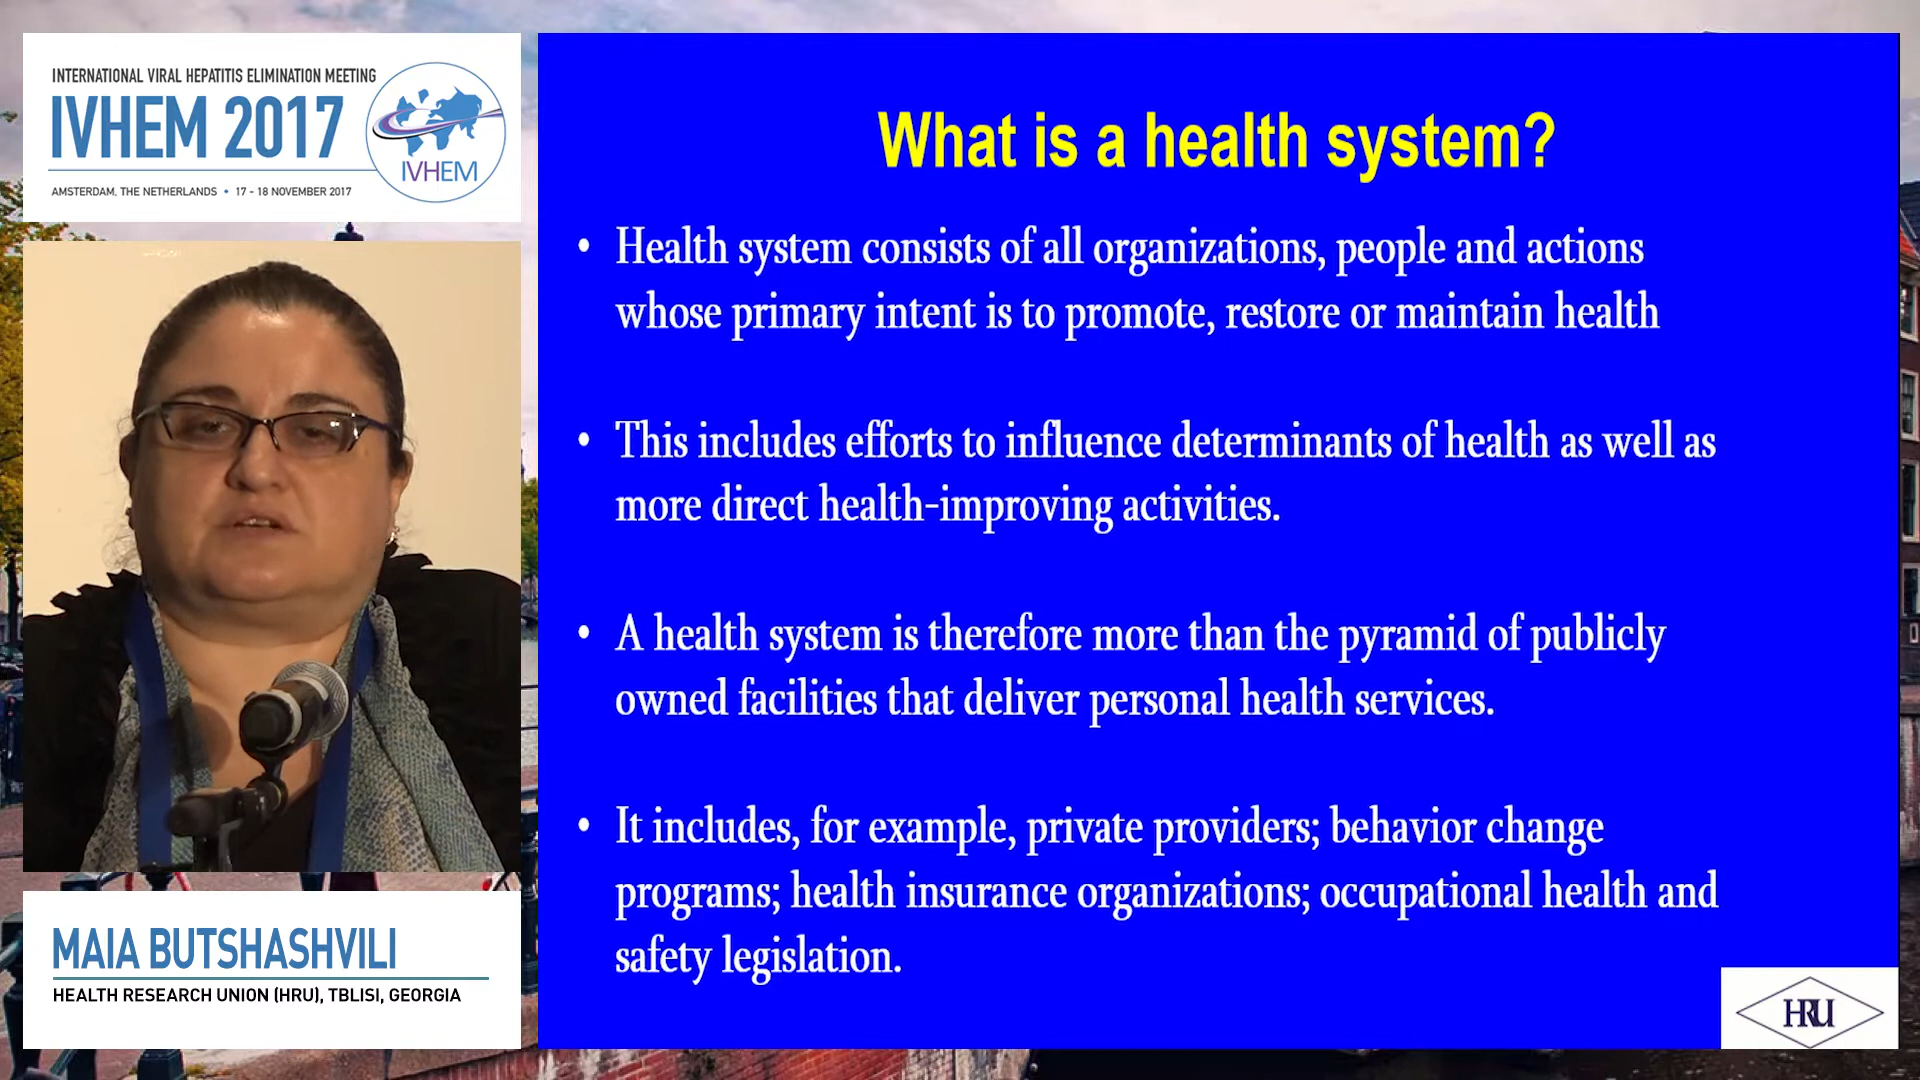 INTERNATIONAL VIRAL HEPATITIS ELIMINATION MEETING
IVHEM 2017
IVHEM
AMSTERDAM, THE NETHERLANDS • 17 - 18 NOVEMBER 2017
What is a health system?
• Health system consists of all organizations, people and actions
whose primary intent is to promote, restore or maintain health
• This includes efforts to influence determinants of health as well as
more direct health-improving activities.
• A health system is therefore more than the pyramid of publicly
owned facilities that deliver personal health services.
• It includes, for example, private providers; behavior change
programs; health insurance organizations; occupational health and
safety legislation.
MAIA BUTSHASHVILI
HEALTH RESEARCH UNION (HRU), TBLISI, GEORGIA
HRU